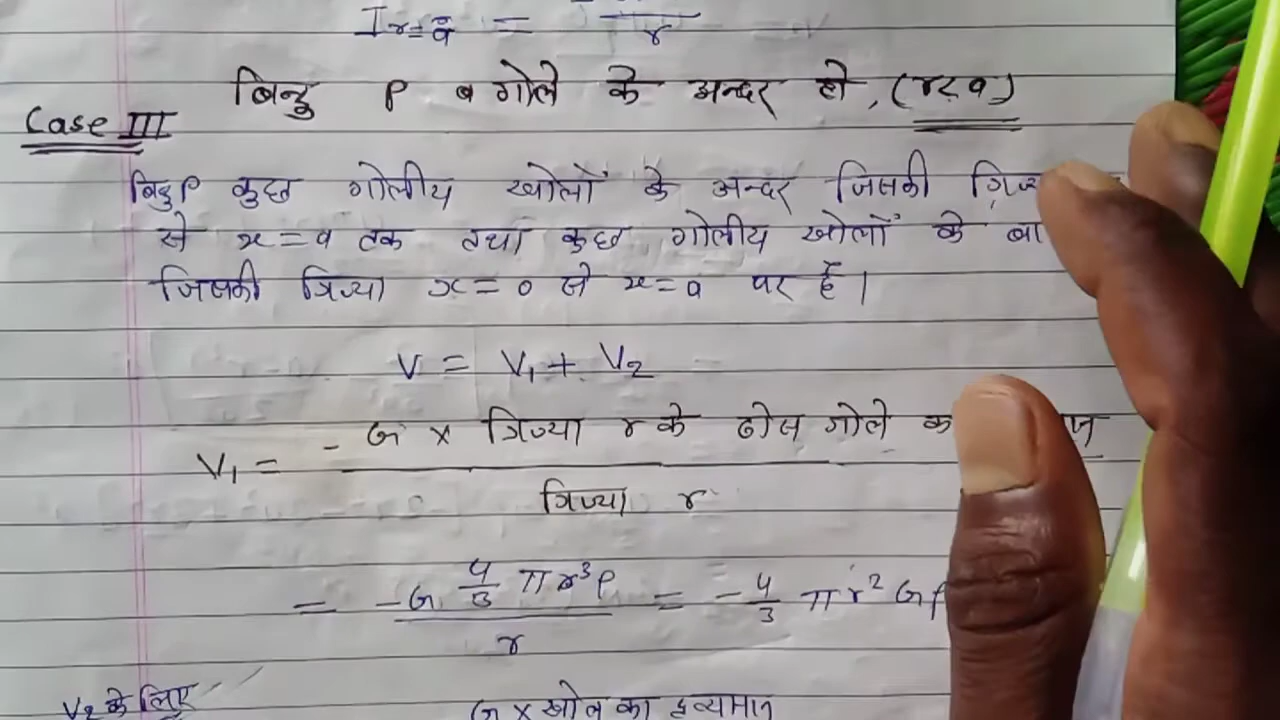 I r=a = / r
बिन्दु P ब गोले के अन्दर हो, (r<a)
Case III
बिंदु P कुछ गोलीय खोलों के अन्दर जिसकी
से x=a तक तथा कुछ गोलीय खोलों के
जिसकी त्रिज्या x=0 से x=a पर हैं।
V = V₁ + V₂
V₁ = - G × त्रिज्या r के ठोस गोले / त्रिज्या r
= -G 4/3 πr³ρ / r = - 4/3 πr² Gρ
V₂ के लिए
G × खोल का द्रव्यमान